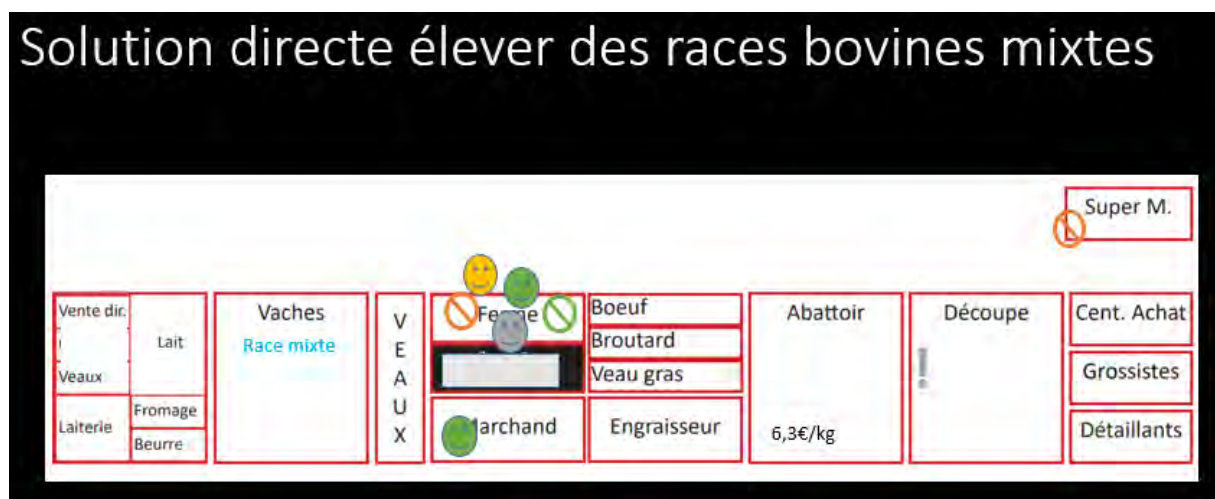 Solution directe élever des races bovines mixtes
Super M.
Vente dir.
Lait
Veaux
Laiterie
Fromage
Beurre
Vaches
Race mixte
V
E
A
U
X
Boeuf
Broutard
Veau gras
Marchand
Engraisseur
Abattoir
6,3€/kg
Découpe
Cent. Achat
Grossistes
Détaillants